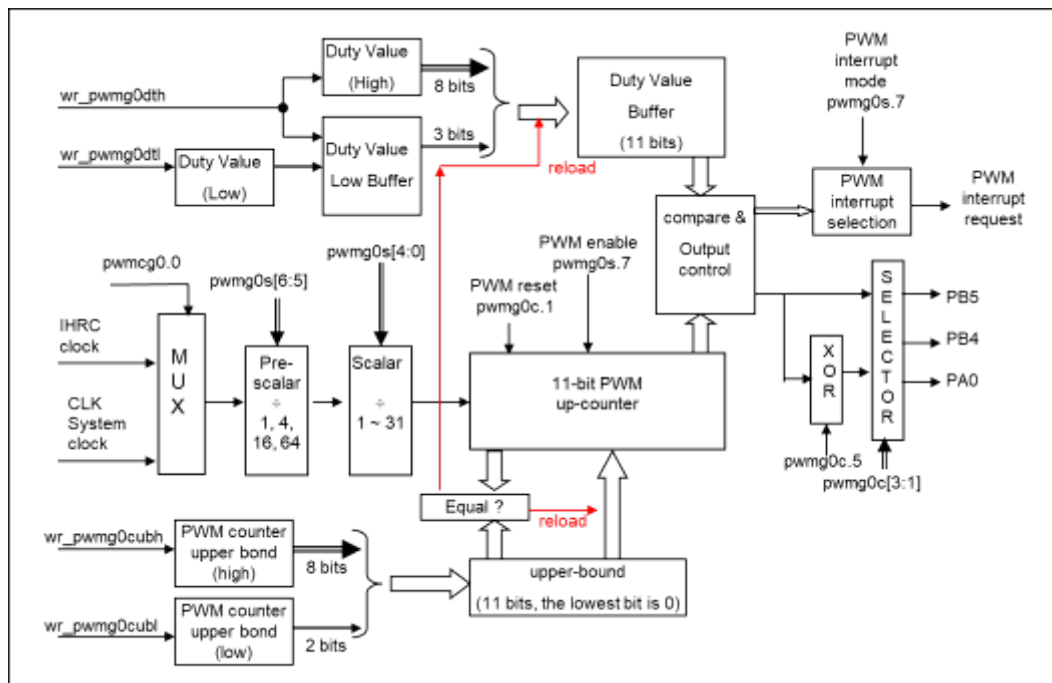 wr_pwmg0dth
wr_pwmg0dtl
Duty Value
(High)
8 bits
3 bits
Duty Value
(Low)
Duty Value
Low Buffer
reload
Duty Value
Buffer
(11 bits)
PWM
interrupt
mode
pwmg0s.7
PWM
interrupt
selection
PWM
interrupt
request
compare &
Output
control
pwmcg0.0
pwmg0s[6:5]
pwmg0s[4:0]
PWM enable
pwmg0s.7
PWM reset
pwmg0c.1
IHRC
clock
CLK
System
clock
MUX
Pre-
scalar
÷
1, 4,
16, 64
Scalar
÷
1 ~ 31
11-bit PWM
up-counter
XOR
SELECTOR
PB5
PB4
PA0
pwmg0c.5
pwmg0c[3:1]
Equal ?
reload
wr_pwmg0cubh
PWM counter
upper bond
(high)
8 bits
wr_pwmg0cubl
PWM counter
upper bond
(low)
2 bits
upper-bound
(11 bits, the lowest bit is 0)